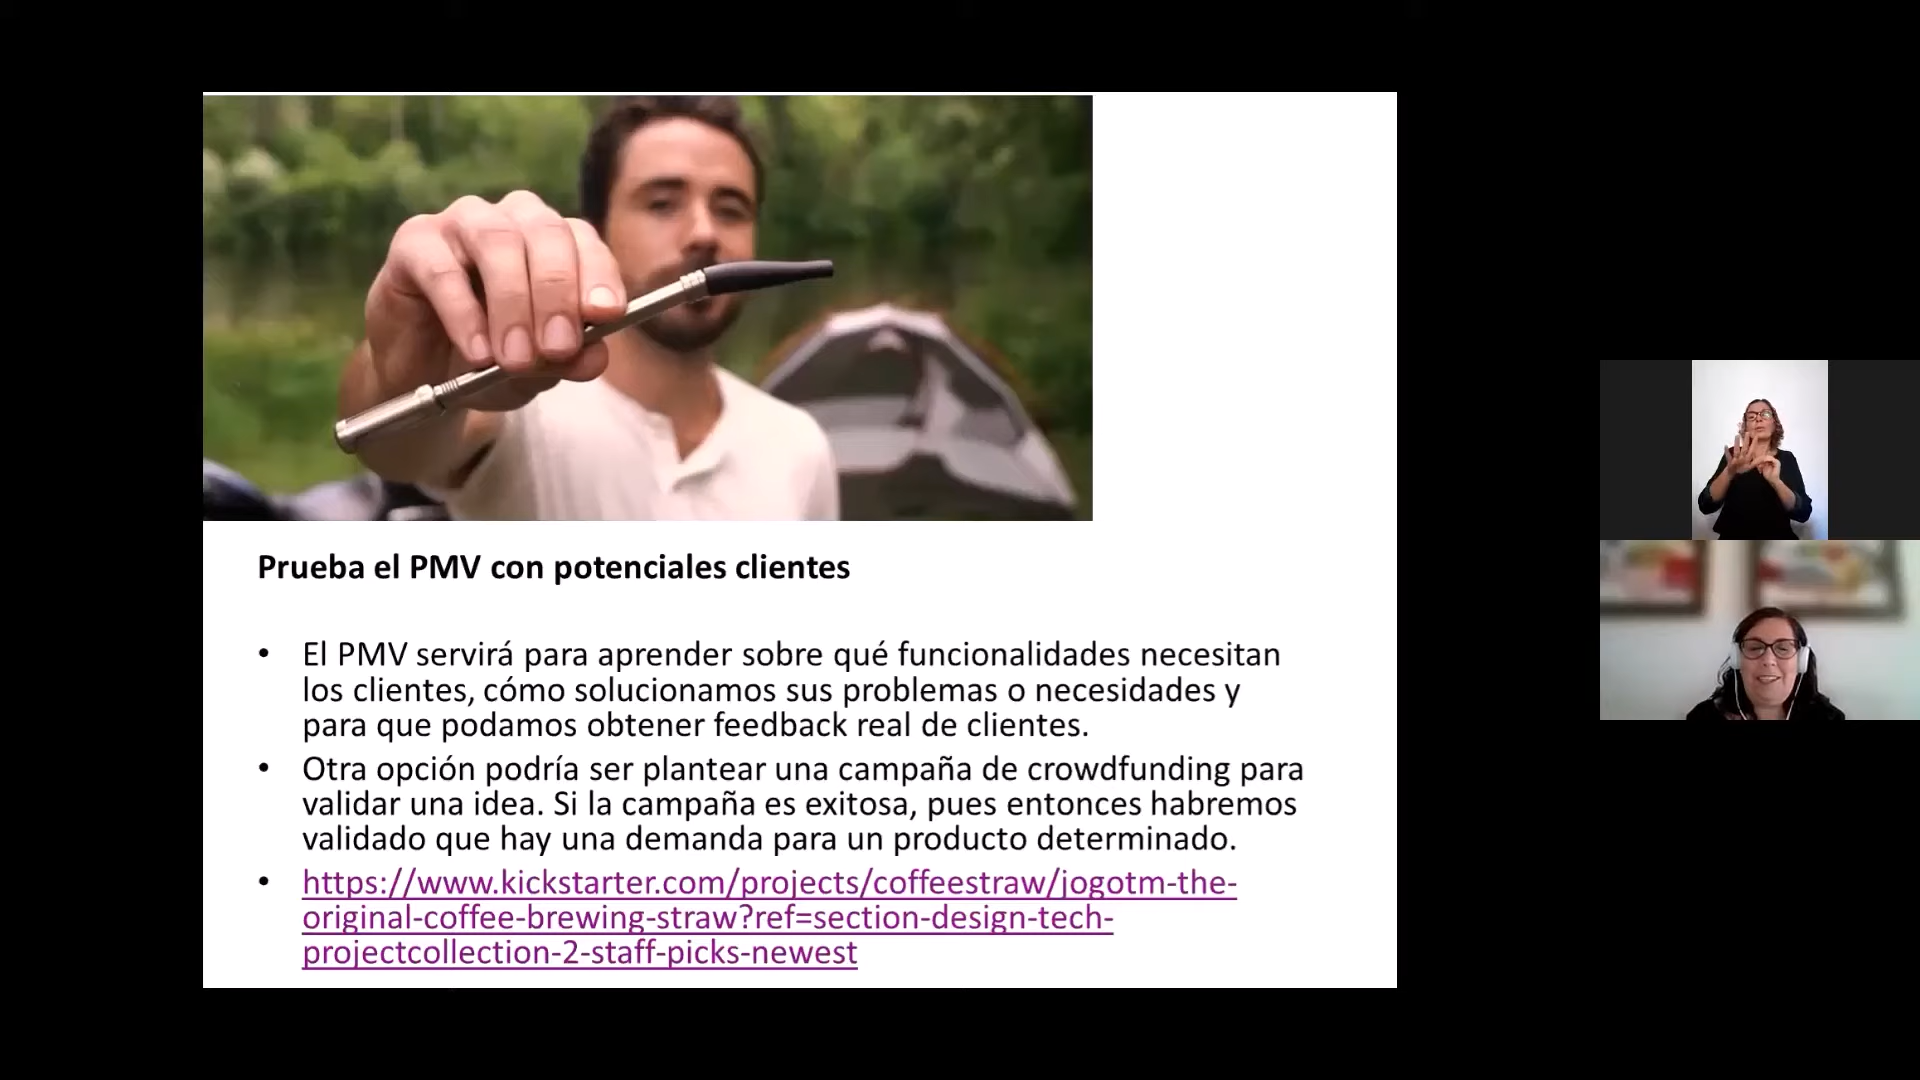 Prueba el PMV con potenciales clientes
• El PMV servirá para aprender sobre qué funcionalidades necesitan
los clientes, cómo solucionamos sus problemas o necesidades y
para que podamos obtener feedback real de clientes.
• Otra opción podría ser plantear una campaña de crowdfunding para
validar una idea. Si la campaña es exitosa, pues entonces habremos
validado que hay una demanda para un producto determinado.
• https://www.kickstarter.com/projects/coffeestraw/jogotm-the-
original-coffee-brewing-straw?ref=section-design-tech-
projectcollection-2-staff-picks-newest